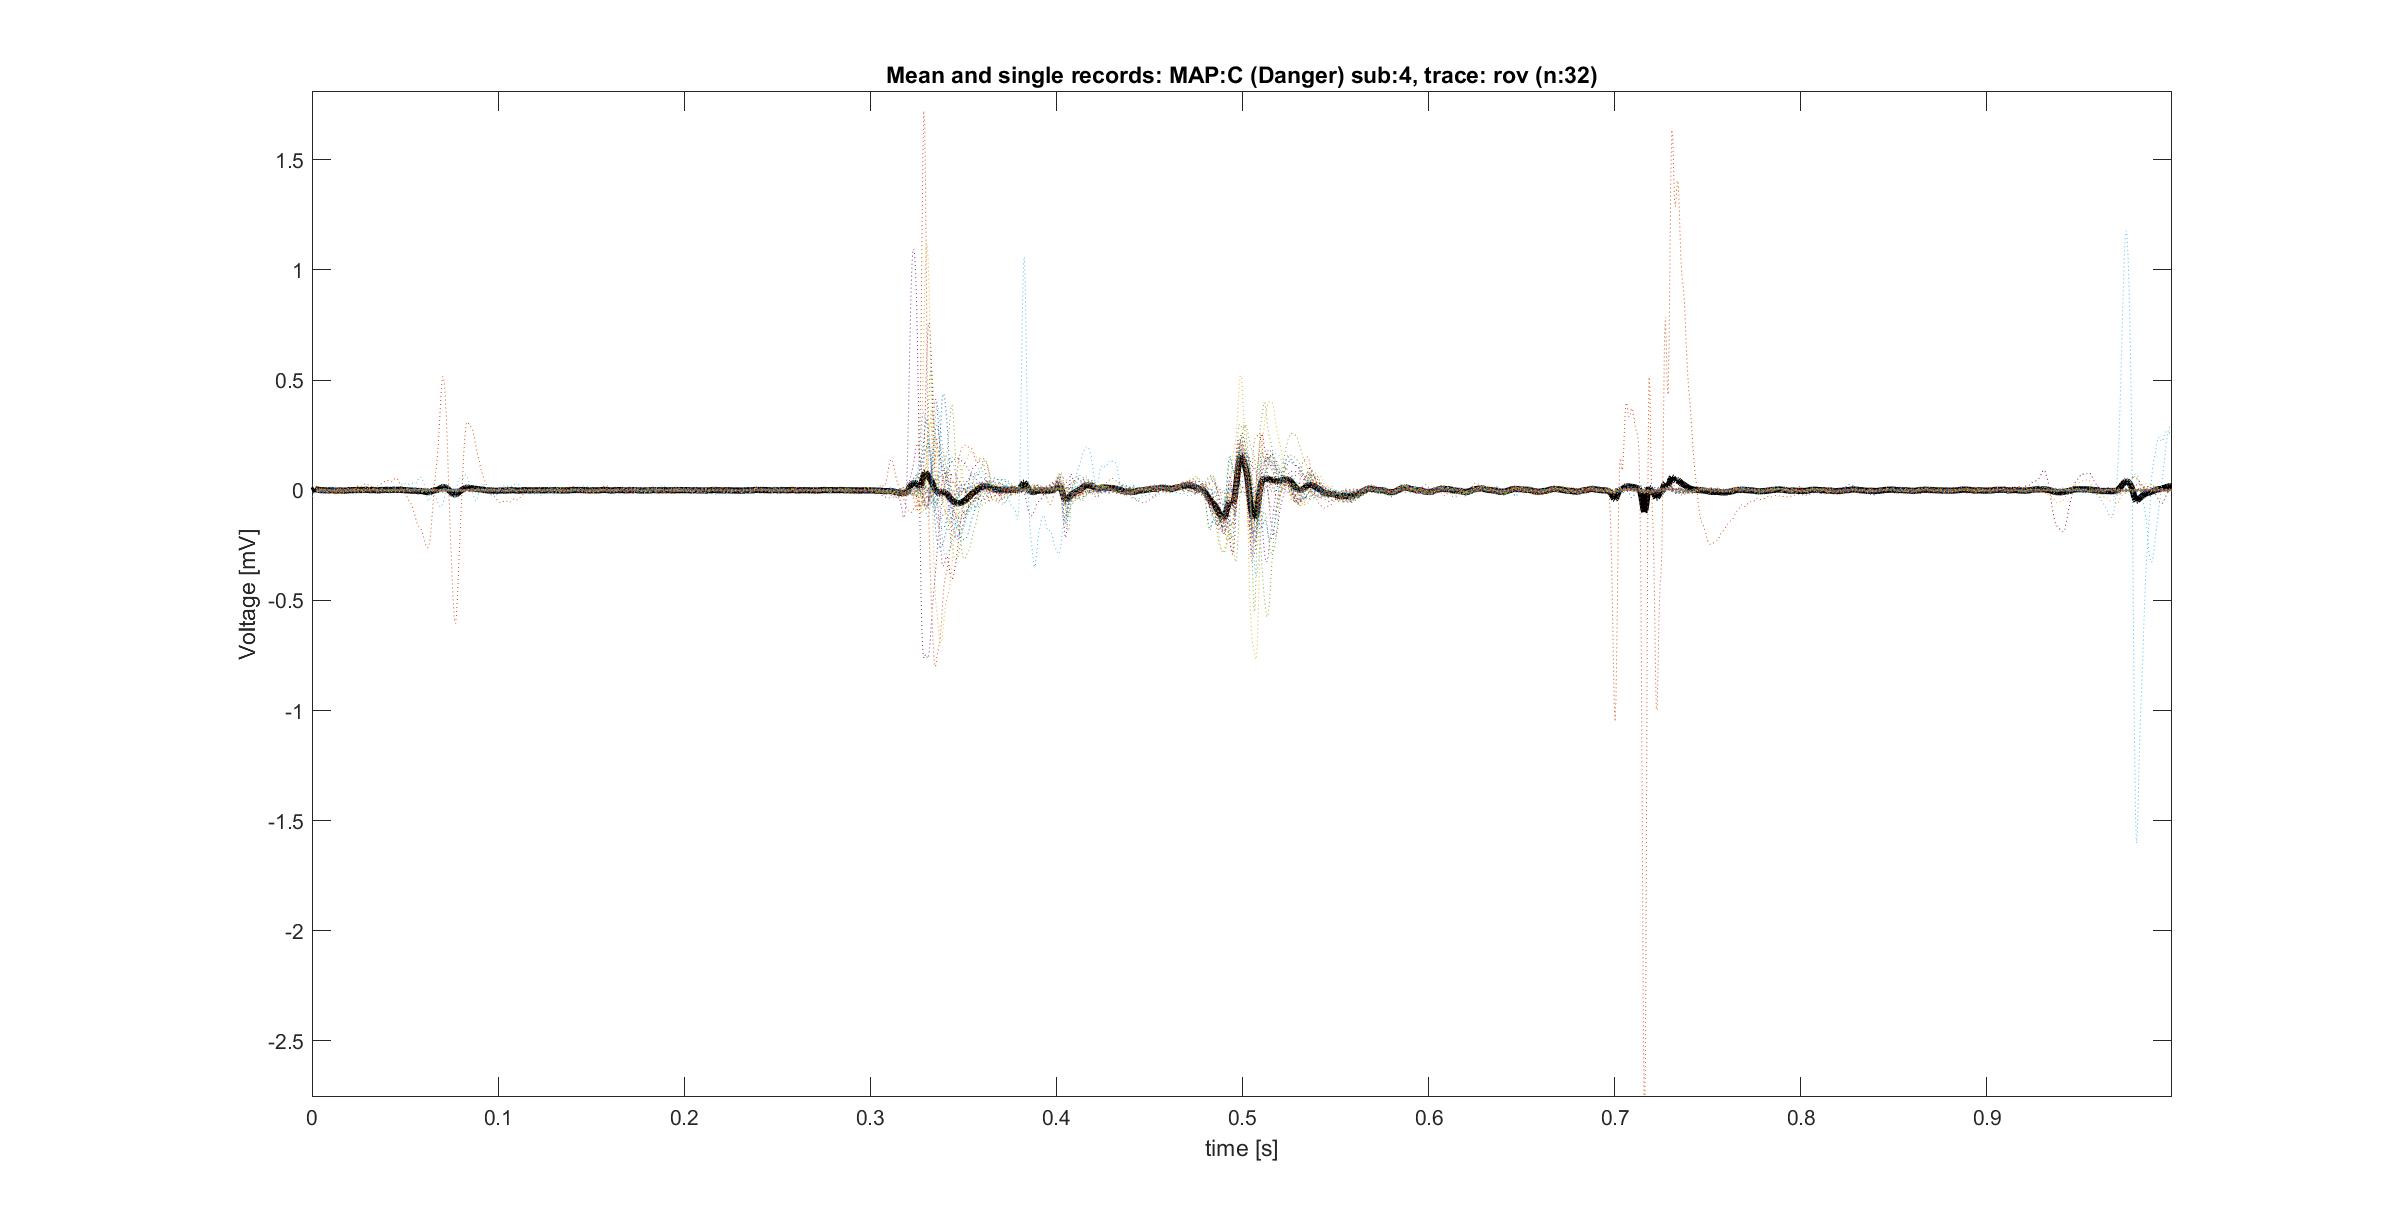 Mean and single records: MAP:C (Danger) sub:4, trace: rov (n:32)
1.5
1
0.5
0
-0.5
-1
-1.5
-2
-2.5
Voltage [mV]
0 0.1 0.2 0.3 0.4 0.5 0.6 0.7 0.8 0.9
time [s]